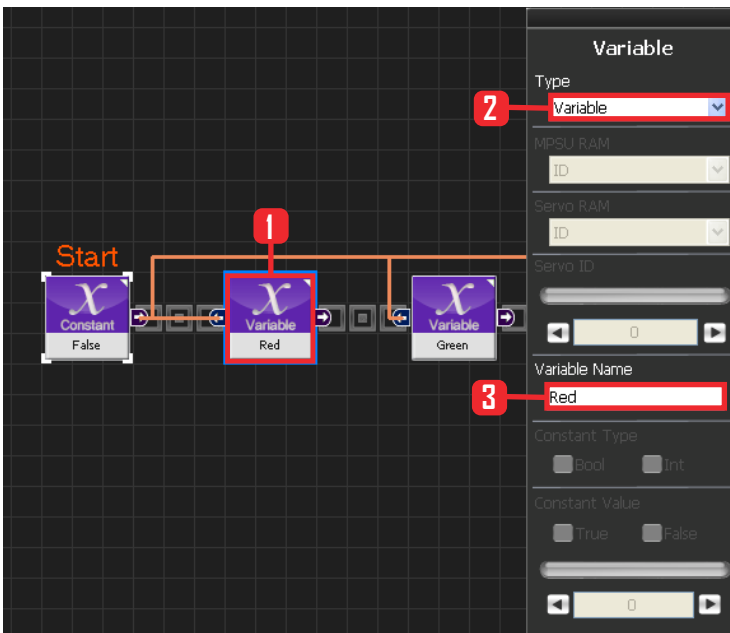 Start
1
X
Constant
False
X
Variable
Red
X
Variable
Green
Variable
Type
2
Variable
MPSU RAM
ID
Servo RAM
ID
Servo ID
0
Variable Name
3
Red
Constant Type
Bool Int
Constant Value
True False
0